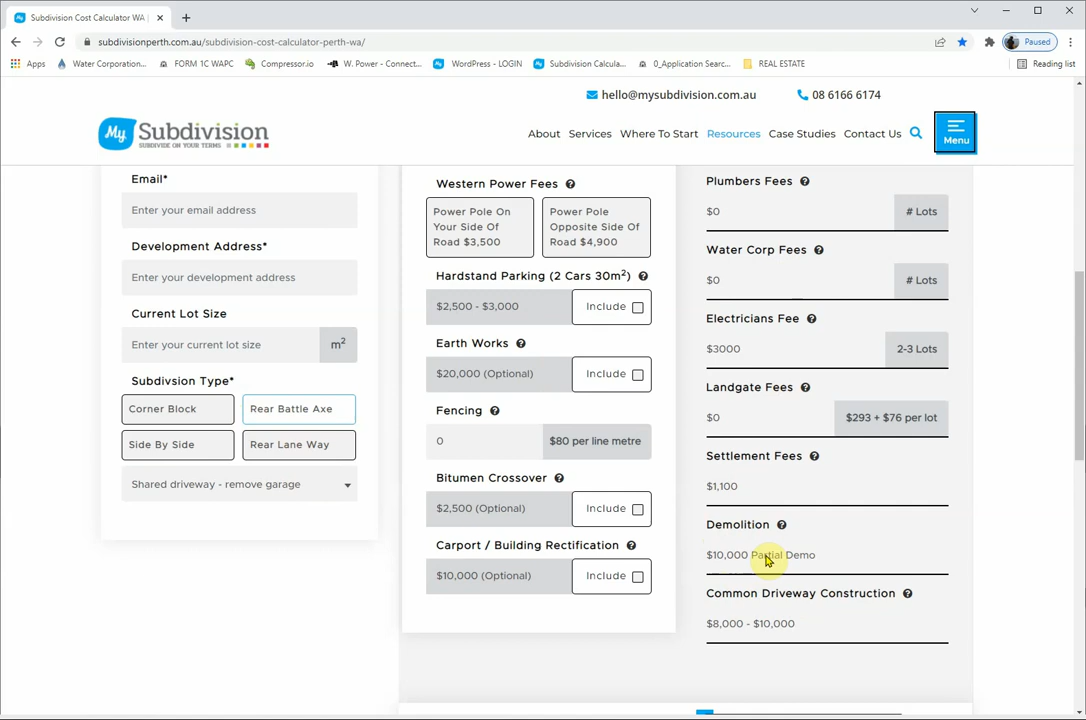 Subdivision Cost Calculator WA |
subdivisionperth.com.au/subdivision-cost-calculator-perth-wa/
Paused
Apps
Water Corporation...
FORM 1C WAPC
Compressor.io
W. Power - Connect...
WordPress - LOGIN
Subdivision Calcula...
0_Application Searc...
REAL ESTATE
Reading list
hello@mysubdivision.com.au
08 6166 6174
My Subdivision
SUBDIVIDE ON YOUR TERMS
About
Services
Where To Start
Resources
Case Studies
Contact Us
Menu
Email*
Enter your email address
Development Address*
Enter your development address
Current Lot Size
Enter your current lot size
m²
Subdivsion Type*
Corner Block
Rear Battle Axe
Side By Side
Rear Lane Way
Shared driveway - remove garage
Western Power Fees
Power Pole On
Your Side Of
Road $3,500
Power Pole
Opposite Side Of
Road $4,900
Hardstand Parking (2 Cars 30m²)
$2,500 - $3,000
Include
Earth Works
$20,000 (Optional)
Include
Fencing
0
$80 per line metre
Bitumen Crossover
$2,500 (Optional)
Include
Carport / Building Rectification
$10,000 (Optional)
Include
Plumbers Fees
$0
# Lots
Water Corp Fees
$0
# Lots
Electricians Fee
$3000
2-3 Lots
Landgate Fees
$0
$293 + $76 per lot
Settlement Fees
$1,100
Demolition
$10,000 Partial Demo
Common Driveway Construction
$8,000 - $10,000